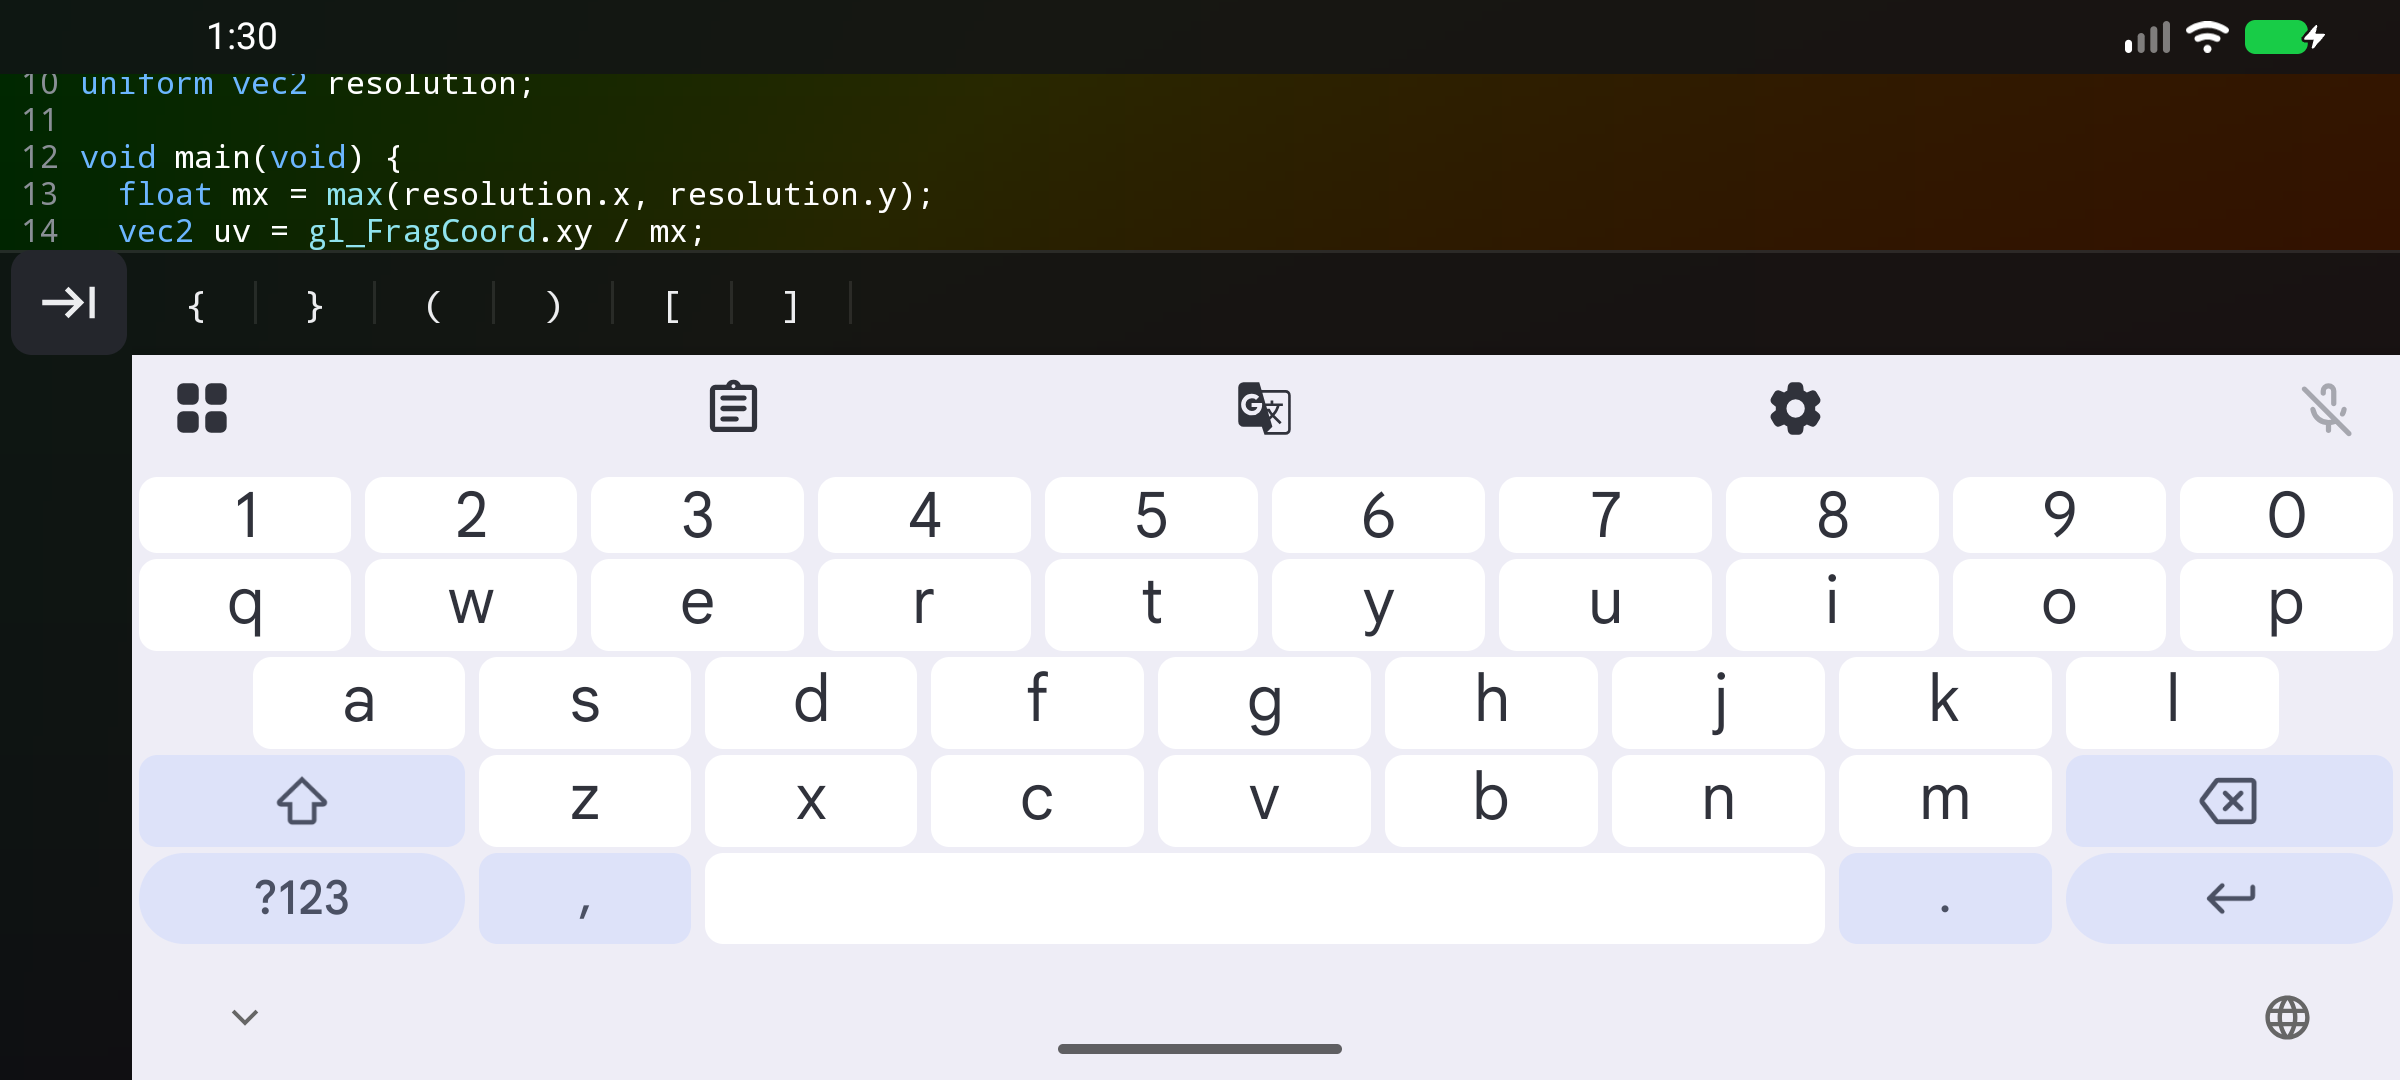 1:30
10 uniform vec2 resolution;
11
12 void main(void) {
13 float mx = max(resolution.x, resolution.y);
14 vec2 uv = gl_FragCoord.xy / mx;
{ } ( ) [ ]
G 文
1 2 3 4 5 6 7 8 9 0
q w e r t y u i o p
a s d f g h j k l
z x c v b n m
?123 , .